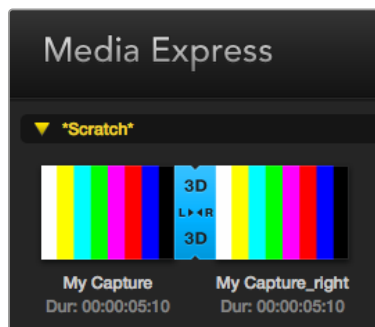 Media Express
*Scratch*
3D
L R
3D
My Capture My Capture_right
Dur: 00:00:05:10 Dur: 00:00:05:10